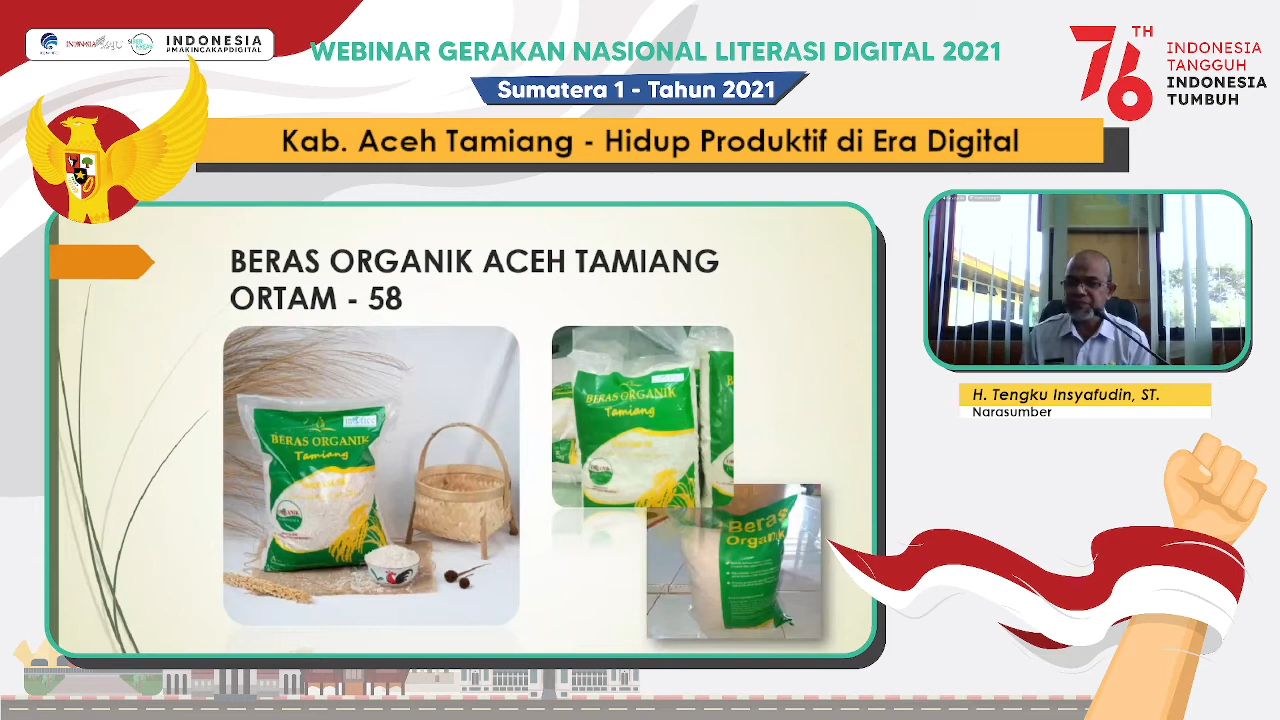 INDONESIA
#MAKINCAKAPDIGITAL
WEBINAR GERAKAN NASIONAL LITERASI DIGITAL 2021
Sumatera 1 - Tahun 2021
76 TH
INDONESIA
TANGGUH
INDONESIA
TUMBUH
Kab. Aceh Tamiang - Hidup Produktif di Era Digital
BERAS ORGANIK ACEH TAMIANG
ORTAM - 58
BERAS ORGANIK
Tamiang
ORGANIK
BERAS ORGANIK
Tamiang
Beras
Organik
H. Tengku Insyafudin, ST.
Narasumber